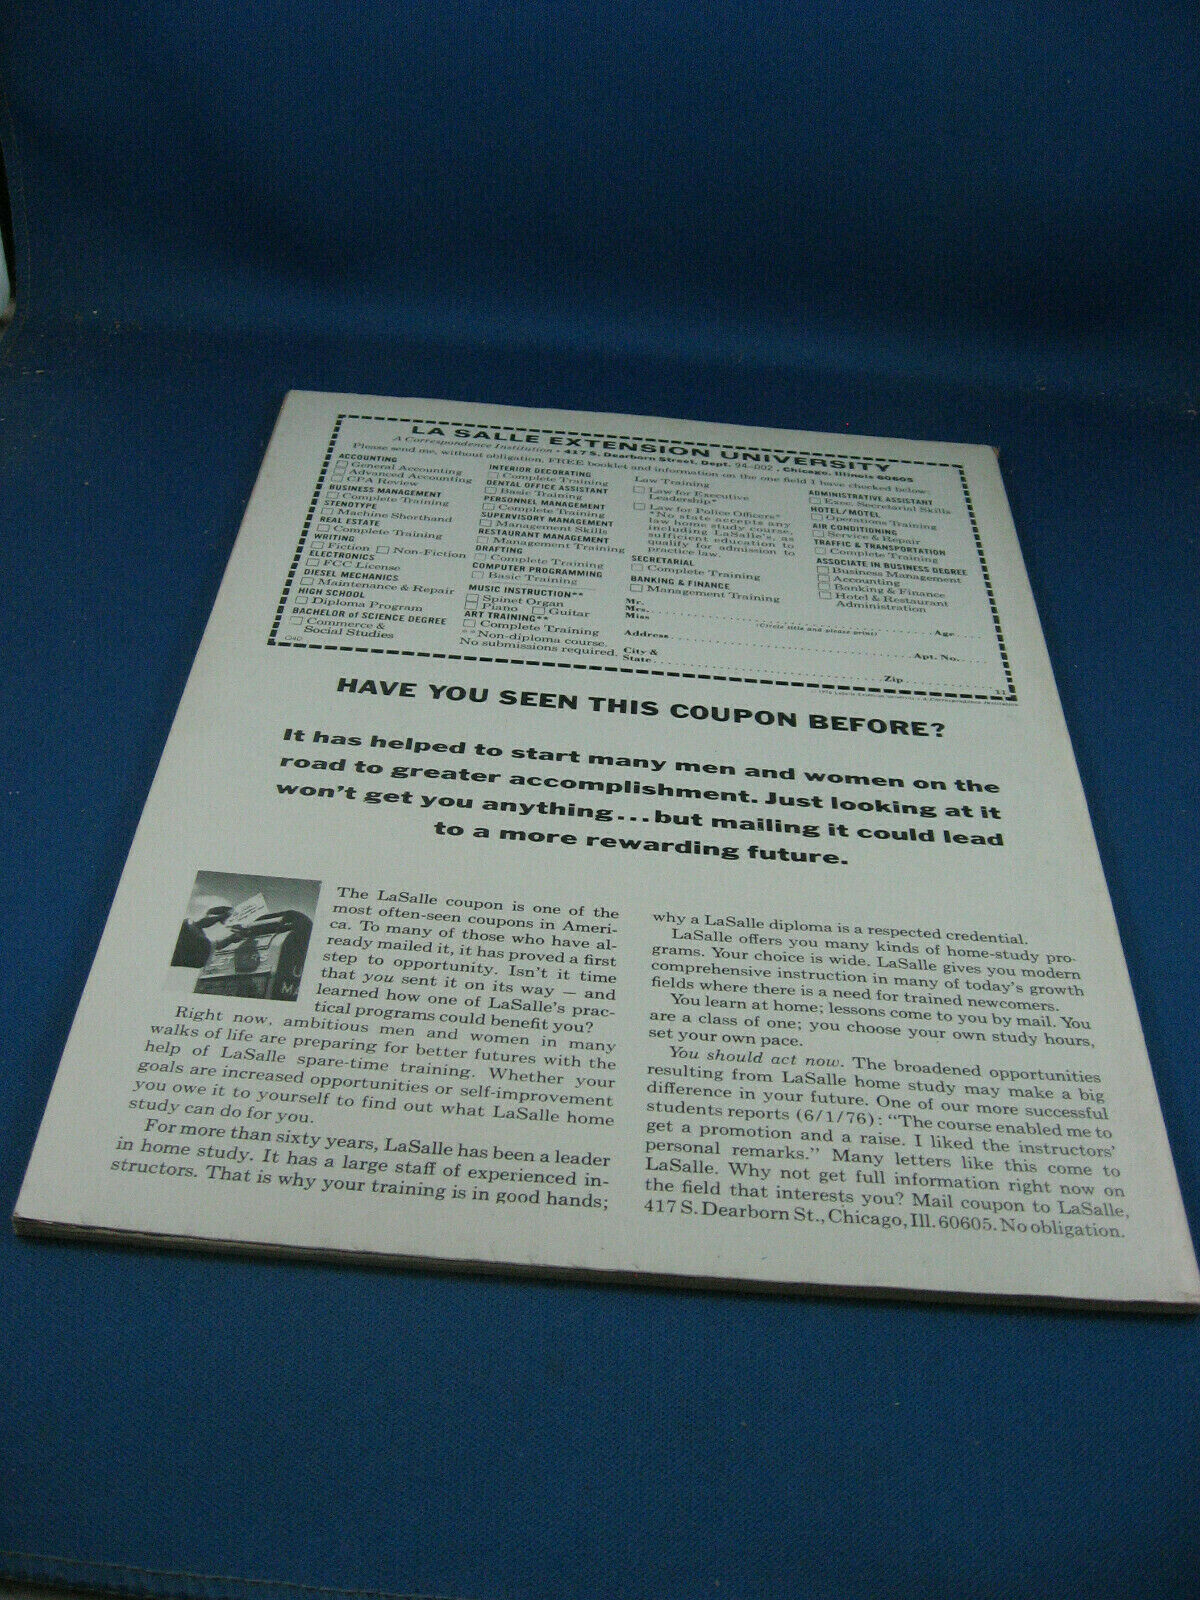 LA SALLE EXTENSION UNIVERSITY
A Correspondence Institution • 417 S. Dearborn Street, Dept. 94-002, Chicago, Illinois 60605
Please send me, without obligation, FREE booklet and information on the one field I have checked below:
ACCOUNTING
General Accounting
Advanced Accounting
CPA Review
BUSINESS MANAGEMENT
Complete Training
STENOTYPE
Machine Shorthand
REAL ESTATE
Complete Training
WRITING
Fiction Non-Fiction
ELECTRONICS
FCC License
DIESEL MECHANICS
Maintenance & Repair
HIGH SCHOOL
Diploma Program
BACHELOR of SCIENCE DEGREE
Commerce &
Social Studies
INTERIOR DECORATING
Complete Training
DENTAL OFFICE ASSISTANT
Basic Training
PERSONNEL MANAGEMENT
Complete Training
SUPERVISORY MANAGEMENT
Management Skills
RESTAURANT MANAGEMENT
Management Training
DRAFTING
Complete Training
COMPUTER PROGRAMMING
Basic Training
MUSIC INSTRUCTION**
Spinet Organ
Piano Guitar
ART TRAINING**
Complete Training
**Non-diploma course.
No submissions required.
Law Training
Law for Executive
Leadership*
Law for Police Officers*
*No state accepts any
law home study course,
including LaSalle's, as
sufficient education to
qualify for admission to
practice law.
SECRETARIAL
Complete Training
BANKING & FINANCE
Management Training
ADMINISTRATIVE ASSISTANT
Exec. Secretarial Skills
HOTEL/MOTEL
Operations Training
AIR CONDITIONING
Service & Repair
TRAFFIC & TRANSPORTATION
Complete Training
ASSOCIATE IN BUSINESS DEGREE
Business Management
Accounting
Banking & Finance
Hotel & Restaurant
Administration
Mr.
Mrs.
Miss
(Circle title and please print) Age
Address Apt. No.
City &
State Zip
11
HAVE YOU SEEN THIS COUPON BEFORE?
It has helped to start many men and women on the
road to greater accomplishment. Just looking at it
won't get you anything...but mailing it could lead
to a more rewarding future.
The LaSalle coupon is one of the
most often-seen coupons in Ameri-
ca. To many of those who have al-
ready mailed it, it has proved a first
step to opportunity. Isn't it time
that you sent it on its way — and
learned how one of LaSalle's prac-
tical programs could benefit you?
Right now, ambitious men and women in many
walks of life are preparing for better futures with the
help of LaSalle spare-time training. Whether your
goals are increased opportunities or self-improvement
you owe it to yourself to find out what LaSalle home
study can do for you.
For more than sixty years, LaSalle has been a leader
in home study. It has a large staff of experienced in-
structors. That is why your training is in good hands;
why a LaSalle diploma is a respected credential.
LaSalle offers you many kinds of home-study pro-
grams. Your choice is wide. LaSalle gives you modern
comprehensive instruction in many of today's growth
fields where there is a need for trained newcomers.
You learn at home; lessons come to you by mail. You
are a class of one; you choose your own study hours,
set your own pace.
You should act now. The broadened opportunities
resulting from LaSalle home study may make a big
difference in your future. One of our more successful
students reports (6/1/76): "The course enabled me to
get a promotion and a raise. I liked the instructors'
personal remarks." Many letters like this come to
LaSalle. Why not get full information right now on
the field that interests you? Mail coupon to LaSalle,
417 S. Dearborn St., Chicago, Ill. 60605. No obligation.